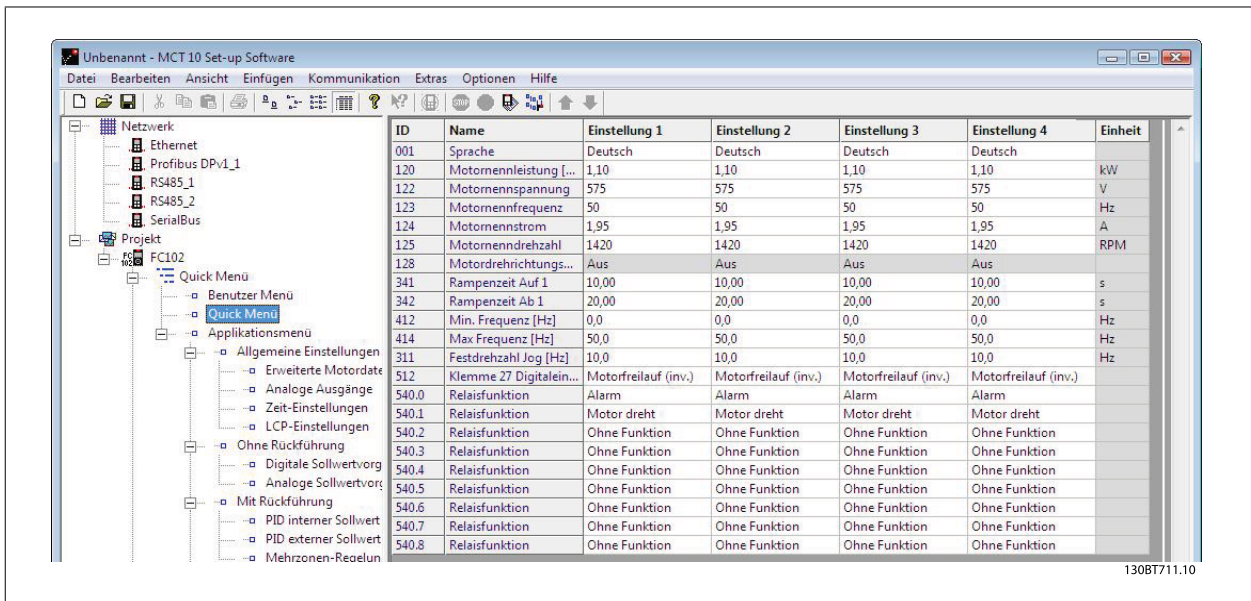 Unbenannt - MCT 10 Set-up Software
Datei Bearbeiten Ansicht Einfügen Kommunikation Extras Optionen Hilfe
Netzwerk
Ethernet
Profibus DPv1_1
RS485_1
RS485_2
SerialBus
Projekt
FC102
Quick Menü
Benutzer Menü
Quick Menü
Applikationsmenü
Allgemeine Einstellungen
Erweiterte Motordate
Analoge Ausgänge
Zeit-Einstellungen
LCP-Einstellungen
Ohne Rückführung
Digitale Sollwertvorg
Analoge Sollwertvorg
Mit Rückführung
PID interner Sollwert
PID externer Sollwert
Mehrzonen-Regelun
ID Name Einstellung 1 Einstellung 2 Einstellung 3 Einstellung 4 Einheit
001 Sprache Deutsch Deutsch Deutsch Deutsch
120 Motornennleistung [... 1,10 1,10 1,10 1,10 kW
122 Motornennspannung 575 575 575 575 V
123 Motornennfrequenz 50 50 50 50 Hz
124 Motornennstrom 1,95 1,95 1,95 1,95 A
125 Motornenndrehzahl 1420 1420 1420 1420 RPM
128 Motordrehrichtungs... Aus Aus Aus Aus
341 Rampenzeit Auf 1 10,00 10,00 10,00 10,00 s
342 Rampenzeit Ab 1 20,00 20,00 20,00 20,00 s
412 Min. Frequenz [Hz] 0,0 0,0 0,0 0,0 Hz
414 Max Frequenz [Hz] 50,0 50,0 50,0 50,0 Hz
311 Festdrehzahl Jog [Hz] 10,0 10,0 10,0 10,0 Hz
512 Klemme 27 Digitalein... Motorfreilauf (inv.) Motorfreilauf (inv.) Motorfreilauf (inv.) Motorfreilauf (inv.)
540.0 Relaisfunktion Alarm Alarm Alarm Alarm
540.1 Relaisfunktion Motor dreht Motor dreht Motor dreht Motor dreht
540.2 Relaisfunktion Ohne Funktion Ohne Funktion Ohne Funktion Ohne Funktion
540.3 Relaisfunktion Ohne Funktion Ohne Funktion Ohne Funktion Ohne Funktion
540.4 Relaisfunktion Ohne Funktion Ohne Funktion Ohne Funktion Ohne Funktion
540.5 Relaisfunktion Ohne Funktion Ohne Funktion Ohne Funktion Ohne Funktion
540.6 Relaisfunktion Ohne Funktion Ohne Funktion Ohne Funktion Ohne Funktion
540.7 Relaisfunktion Ohne Funktion Ohne Funktion Ohne Funktion Ohne Funktion
540.8 Relaisfunktion Ohne Funktion Ohne Funktion Ohne Funktion Ohne Funktion
130BT711.10